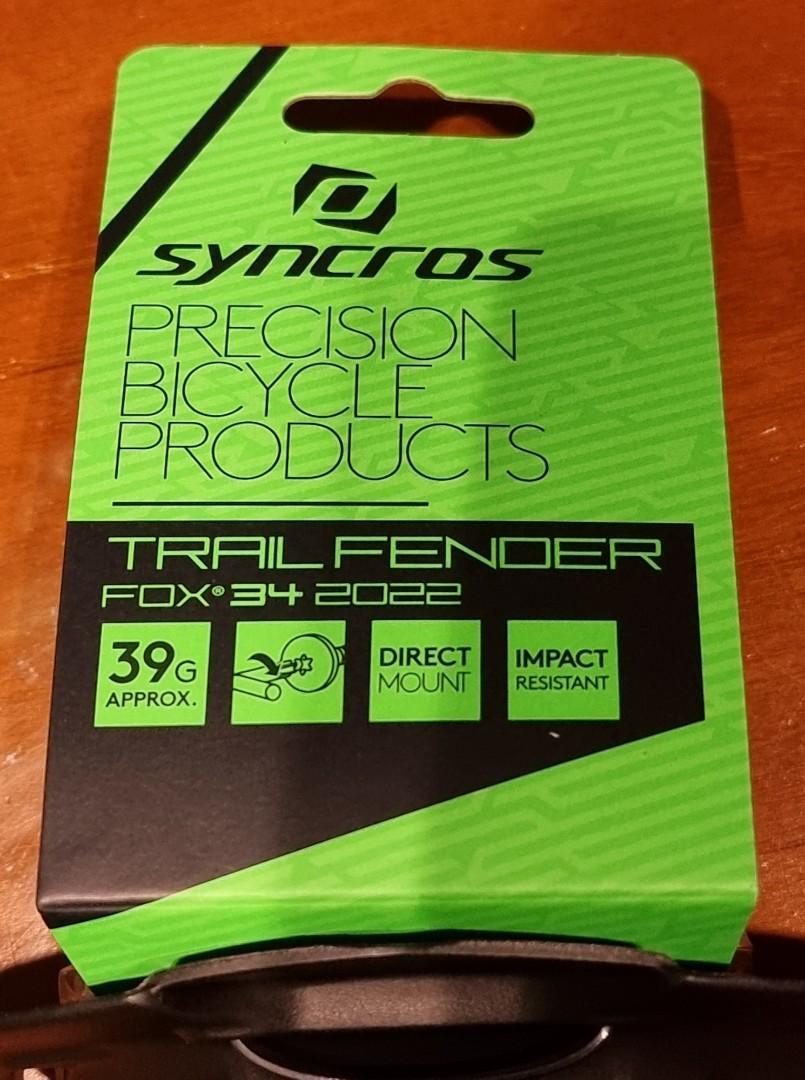 syncros
PRECISION
BICYCLE
PRODUCTS
TRAIL FENDER
FOX® 34 2022
39G
APPROX.
DIRECT
MOUNT
IMPACT
RESISTANT